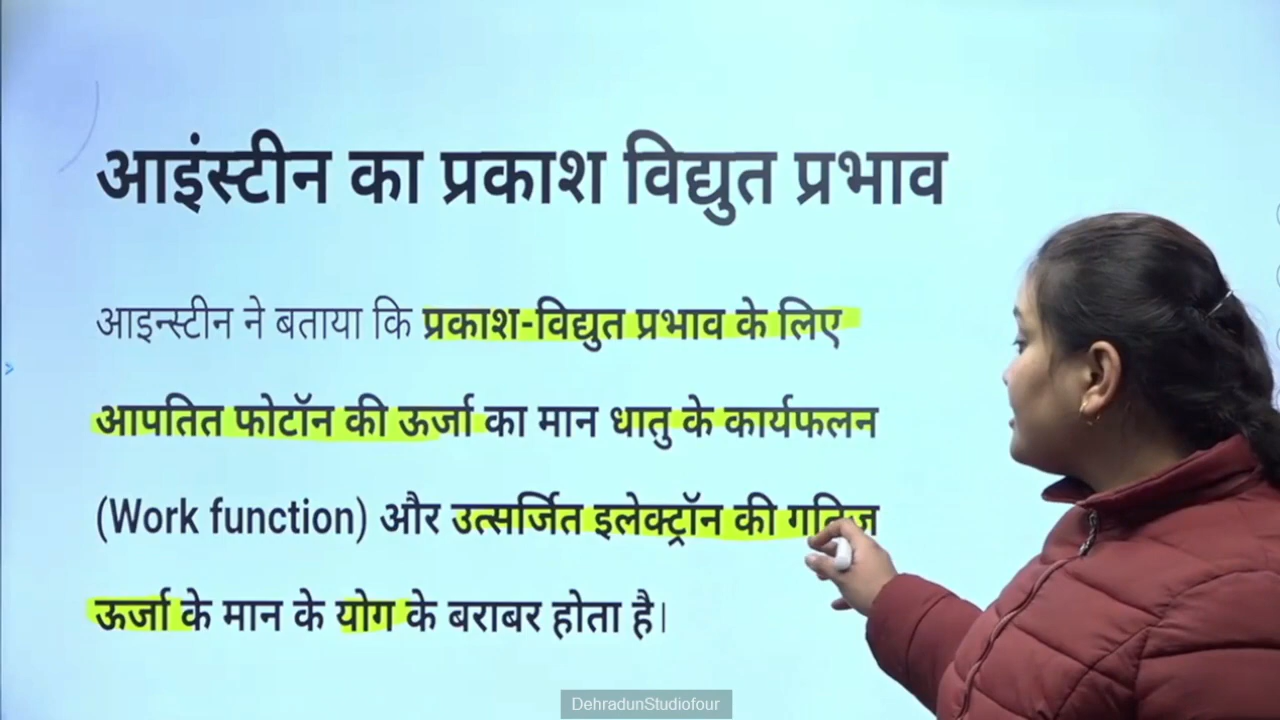 आइंस्टीन का प्रकाश विद्युत प्रभाव
आइन्स्टीन ने बताया कि प्रकाश-विद्युत प्रभाव के लिए
आपतित फोटॉन की ऊर्जा का मान धातु के कार्यफलन
(Work function) और उत्सर्जित इलेक्ट्रॉन की गतिज
ऊर्जा के मान के योग के बराबर होता है।
DehradunStudiofour